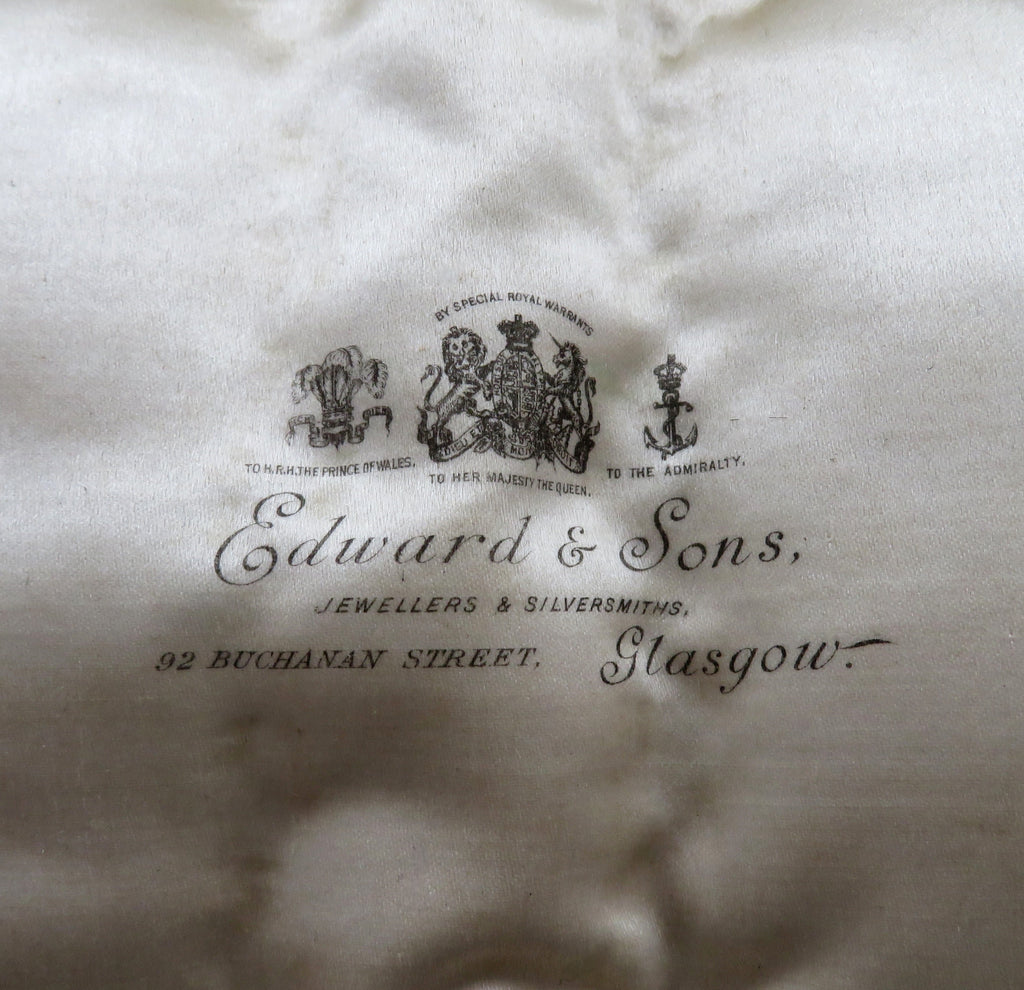 BY SPECIAL ROYAL WARRANTS
TO H.R.H. THE PRINCE OF WALES.
TO HER MAJESTY THE QUEEN.
TO THE ADMIRALTY.
Edward & Sons,
JEWELLERS & SILVERSMITHS,
92 BUCHANAN STREET, Glasgow.